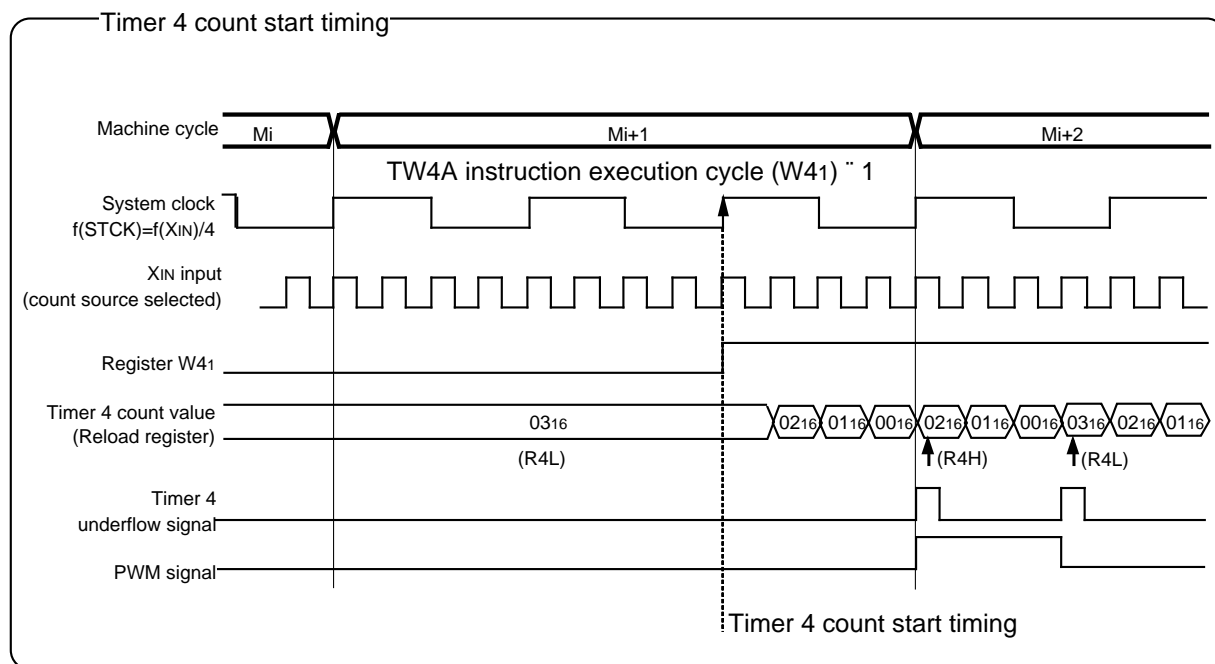 Timer 4 count start timing
Machine cycle
Mi
Mi+1
Mi+2
TW4A instruction execution cycle (W41) ¨ 1
System clock
f(STCK)=f(XIN)/4
XIN input
(count source selected)
Register W41
Timer 4 count value
(Reload register)
0316 0216 0116 0016 0216 0116 0016 0316 0216 0116
(R4L) (R4H) (R4L)
Timer 4
underflow signal
PWM signal
Timer 4 count start timing